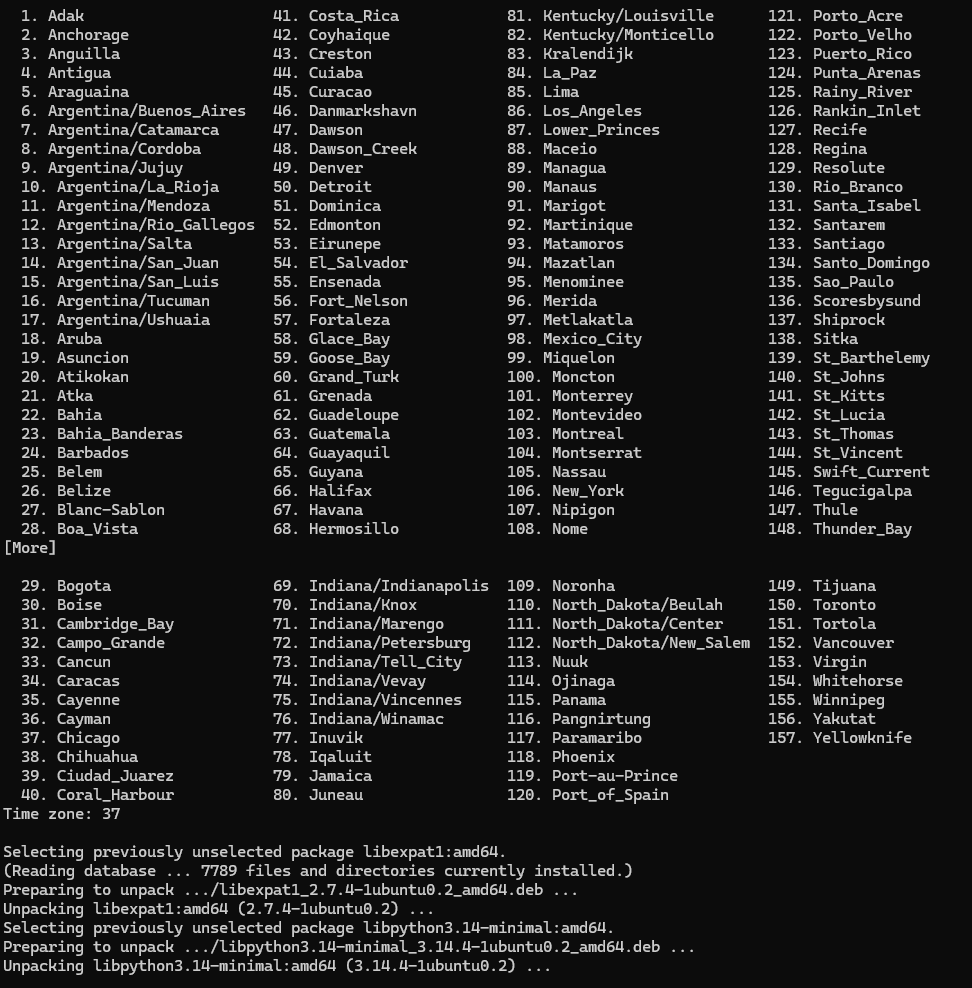 1. Adak 41. Costa_Rica 81. Kentucky/Louisville 121. Porto_Acre
2. Anchorage 42. Coyhaique 82. Kentucky/Monticello 122. Porto_Velho
3. Anguilla 43. Creston 83. Kralendijk 123. Puerto_Rico
4. Antigua 44. Cuiaba 84. La_Paz 124. Punta_Arenas
5. Araguaina 45. Curacao 85. Lima 125. Rainy_River
6. Argentina/Buenos_Aires 46. Danmarkshavn 86. Los_Angeles 126. Rankin_Inlet
7. Argentina/Catamarca 47. Dawson 87. Lower_Princes 127. Recife
8. Argentina/Cordoba 48. Dawson_Creek 88. Maceio 128. Regina
9. Argentina/Jujuy 49. Denver 89. Managua 129. Resolute
10. Argentina/La_Rioja 50. Detroit 90. Manaus 130. Rio_Branco
11. Argentina/Mendoza 51. Dominica 91. Marigot 131. Santa_Isabel
12. Argentina/Rio_Gallegos 52. Edmonton 92. Martinique 132. Santarem
13. Argentina/Salta 53. Eirunepe 93. Matamoros 133. Santiago
14. Argentina/San_Juan 54. El_Salvador 94. Mazatlan 134. Santo_Domingo
15. Argentina/San_Luis 55. Ensenada 95. Menominee 135. Sao_Paulo
16. Argentina/Tucuman 56. Fort_Nelson 96. Merida 136. Scoresbysund
17. Argentina/Ushuaia 57. Fortaleza 97. Metlakatla 137. Shiprock
18. Aruba 58. Glace_Bay 98. Mexico_City 138. Sitka
19. Asuncion 59. Goose_Bay 99. Miquelon 139. St_Barthelemy
20. Atikokan 60. Grand_Turk 100. Moncton 140. St_Johns
21. Atka 61. Grenada 101. Monterrey 141. St_Kitts
22. Bahia 62. Guadeloupe 102. Montevideo 142. St_Lucia
23. Bahia_Banderas 63. Guatemala 103. Montreal 143. St_Thomas
24. Barbados 64. Guayaquil 104. Montserrat 144. St_Vincent
25. Belem 65. Guyana 105. Nassau 145. Swift_Current
26. Belize 66. Halifax 106. New_York 146. Tegucigalpa
27. Blanc-Sablon 67. Havana 107. Nipigon 147. Thule
28. Boa_Vista 68. Hermosillo 108. Nome 148. Thunder_Bay
[More]
29. Bogota 69. Indiana/Indianapolis 109. Noronha 149. Tijuana
30. Boise 70. Indiana/Knox 110. North_Dakota/Beulah 150. Toronto
31. Cambridge_Bay 71. Indiana/Marengo 111. North_Dakota/Center 151. Tortola
32. Campo_Grande 72. Indiana/Petersburg 112. North_Dakota/New_Salem 152. Vancouver
33. Cancun 73. Indiana/Tell_City 113. Nuuk 153. Virgin
34. Caracas 74. Indiana/Vevay 114. Ojinaga 154. Whitehorse
35. Cayenne 75. Indiana/Vincennes 115. Panama 155. Winnipeg
36. Cayman 76. Indiana/Winamac 116. Pangnirtung 156. Yakutat
37. Chicago 77. Inuvik 117. Paramaribo 157. Yellowknife
38. Chihuahua 78. Iqaluit 118. Phoenix
39. Ciudad_Juarez 79. Jamaica 119. Port-au-Prince
40. Coral_Harbour 80. Juneau 120. Port_of_Spain
Time zone: 37
Selecting previously unselected package libexpat1:amd64.
(Reading database ... 7789 files and directories currently installed.)
Preparing to unpack .../libexpat1_2.7.4-1ubuntu0.2_amd64.deb ...
Unpacking libexpat1:amd64 (2.7.4-1ubuntu0.2) ...
Selecting previously unselected package libpython3.14-minimal:amd64.
Preparing to unpack .../libpython3.14-minimal_3.14.4-1ubuntu0.2_amd64.deb ...
Unpacking libpython3.14-minimal:amd64 (3.14.4-1ubuntu0.2) ...